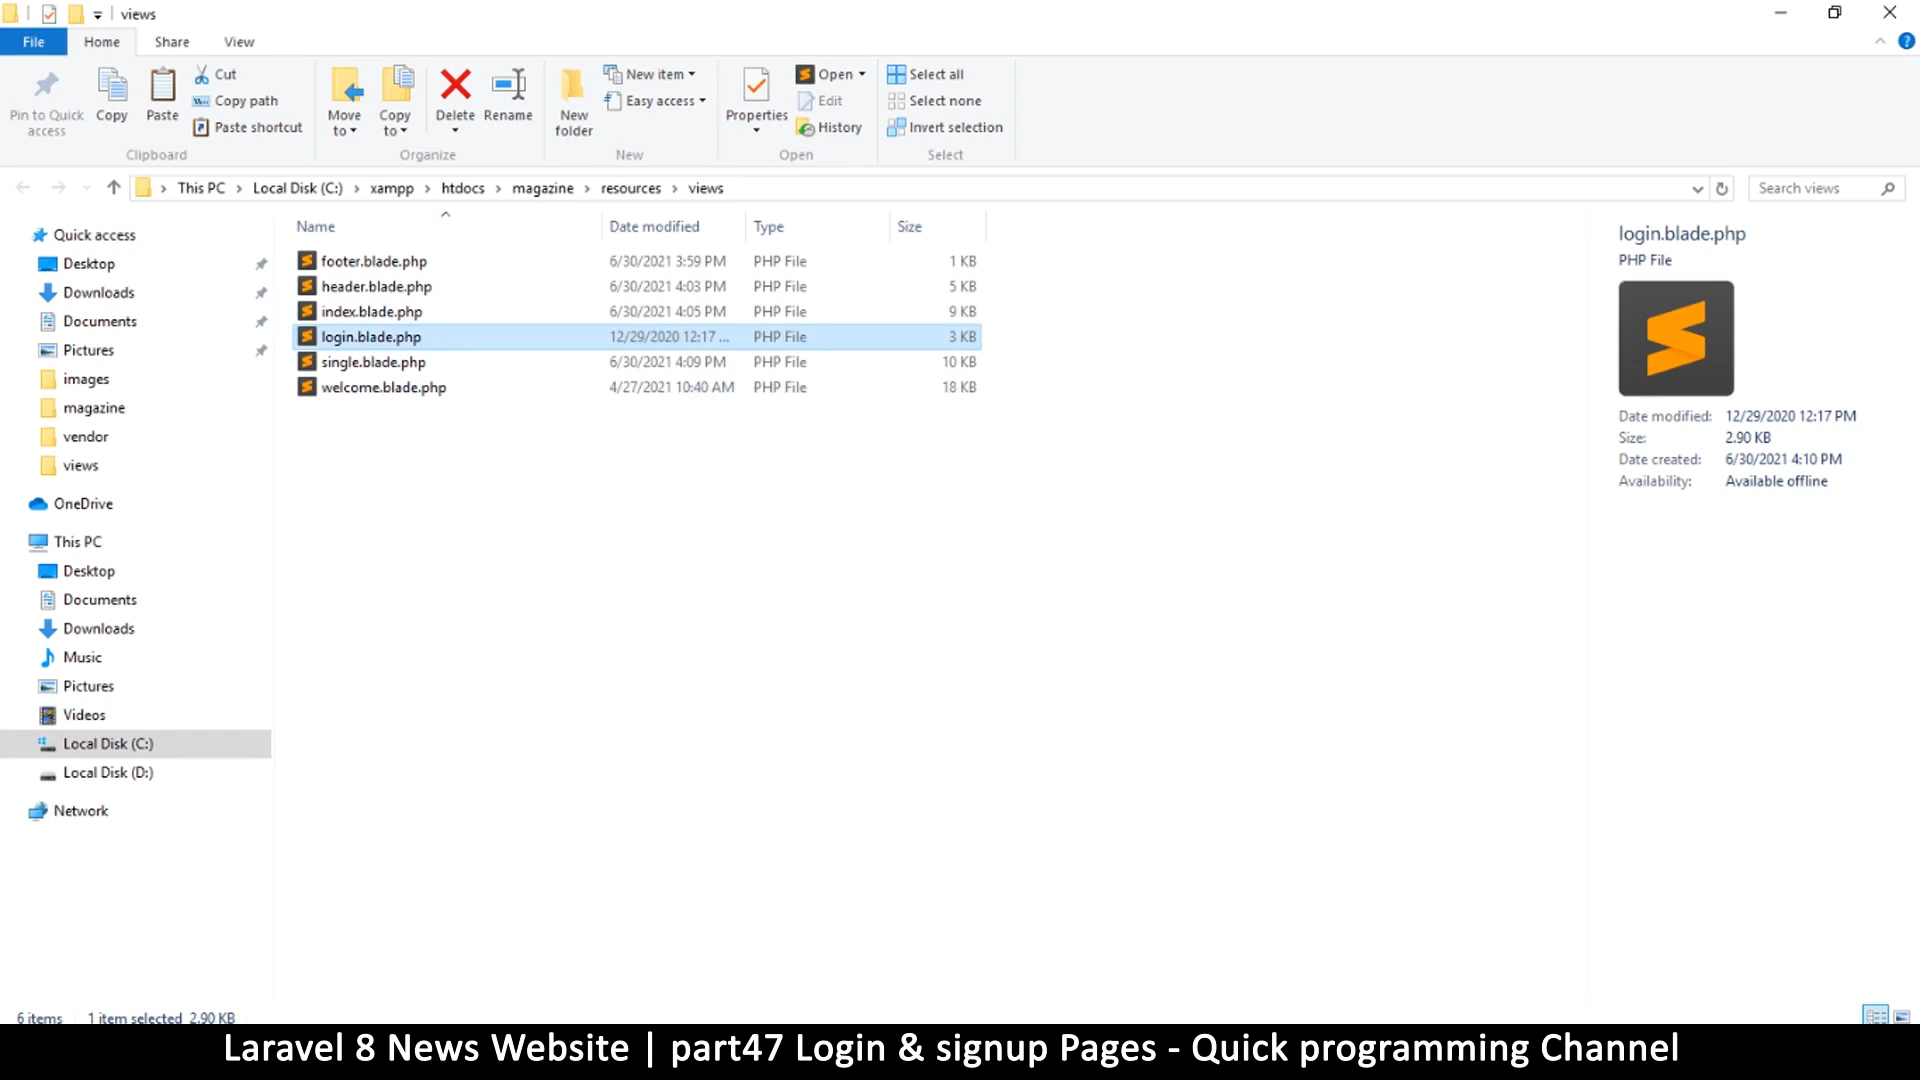 views
File Home Share View
Pin to Quick access
Copy
Paste
Cut
Copy path
Paste shortcut
Clipboard
Move to
Copy to
Delete
Rename
Organize
New folder
New item
Easy access
New
Properties
Open
Edit
History
Open
Select all
Select none
Invert selection
Select
This PC > Local Disk (C:) > xampp > htdocs > magazine > resources > views
Search views
Quick access
Desktop
Downloads
Documents
Pictures
images
magazine
vendor
views
OneDrive
This PC
Desktop
Documents
Downloads
Music
Pictures
Videos
Local Disk (C:)
Local Disk (D:)
Network
Name Date modified Type Size
footer.blade.php 6/30/2021 3:59 PM PHP File 1 KB
header.blade.php 6/30/2021 4:03 PM PHP File 5 KB
index.blade.php 6/30/2021 4:05 PM PHP File 9 KB
login.blade.php 12/29/2020 12:17 ... PHP File 3 KB
single.blade.php 6/30/2021 4:09 PM PHP File 10 KB
welcome.blade.php 4/27/2021 10:40 AM PHP File 18 KB
login.blade.php
PHP File
Date modified: 12/29/2020 12:17 PM
Size: 2.90 KB
Date created: 6/30/2021 4:10 PM
Availability: Available offline
6 items 1 item selected 2.90 KB
Laravel 8 News Website | part47 Login & signup Pages - Quick programming Channel